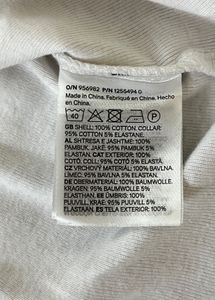 O/N 956982 P/N 1255494 0
Made in China. Fabriqué en Chine. Hecho
en China.
40
P
GB SHELL: 100% COTTON. COLLAR:
95% COTTON 5% ELASTANE.
AL SHTRESA E JASHTME: 100%
PAMBUK, JAKË: 95% PAMBUK 5%
ELASTAN. CAT EXTERIOR: 100%
COTÓ. COLL: 95% COTÓ 5% ELASTÀ.
CZ VRCHOVÝ MATERIÁL: 100% BAVLNA.
LÍMEC: 95% BAVLNA 5% ELASTAN.
DE OBERMATERIAL: 100% BAUMWOLLE.
KRAGEN: 95% BAUMWOLLE 5%
ELASTHAN. EE ÜMBRIS: 100%
PUUVILL. KRAE: 95% PUUVILL 5%
ELASTAAN. ES TELA EXTERIOR: 100%